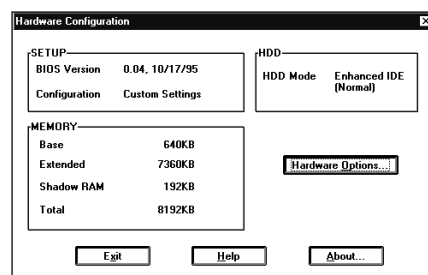 Hardware Configuration
SETUP
BIOS Version 0.04, 10/17/95
Configuration Custom Settings
HDD
HDD Mode Enhanced IDE
(Normal)
MEMORY
Base 640KB
Extended 7360KB
Shadow RAM 192KB
Total 8192KB
Hardware Options...
Exit Help About...